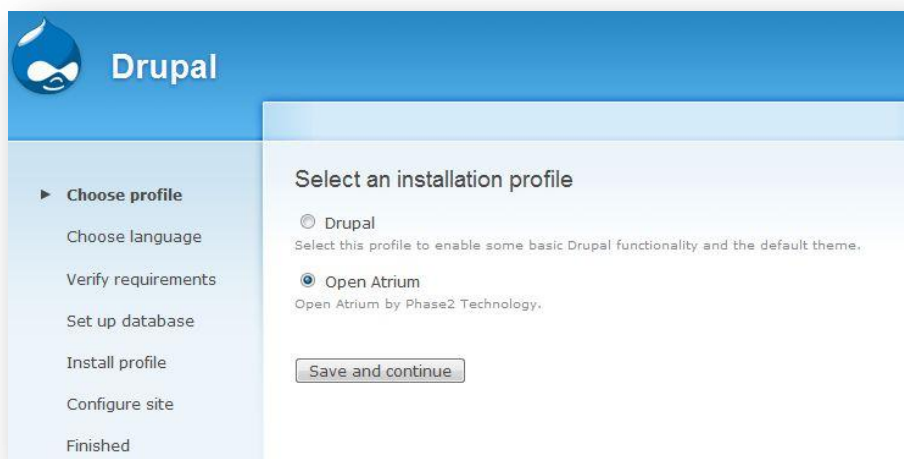 Drupal
Choose profile
Choose language
Verify requirements
Set up database
Install profile
Configure site
Finished
Select an installation profile
Drupal
Select this profile to enable some basic Drupal functionality and the default theme.
Open Atrium
Open Atrium by Phase2 Technology.
Save and continue